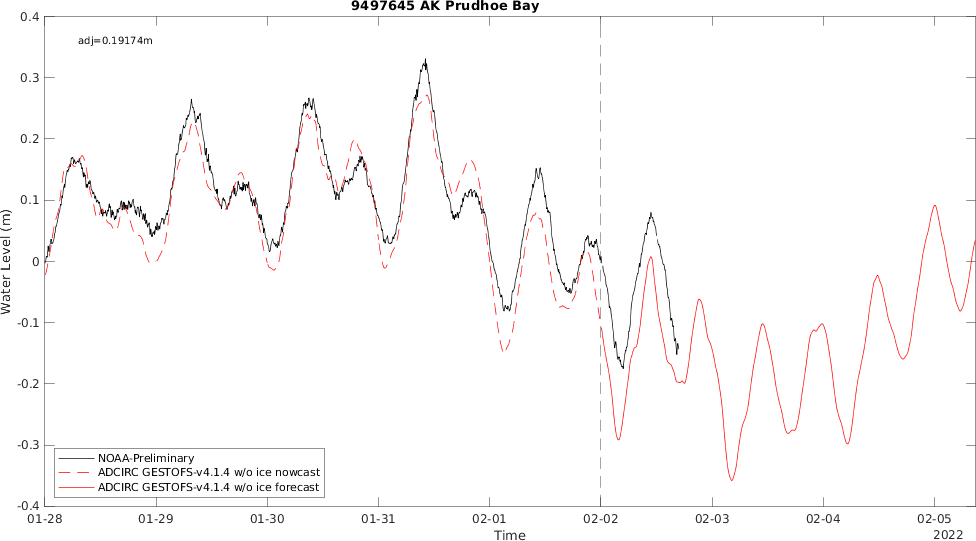 9497645 AK Prudhoe Bay
adj=0.19174m
0.4
0.3
0.2
0.1
0
-0.1
-0.2
-0.3
-0.4
Water Level (m)
NOAA-Preliminary
ADCIRC GESTOFS-v4.1.4 w/o ice nowcast
ADCIRC GESTOFS-v4.1.4 w/o ice forecast
01-28 01-29 01-30 01-31 02-01 02-02 02-03 02-04 02-05
Time
2022